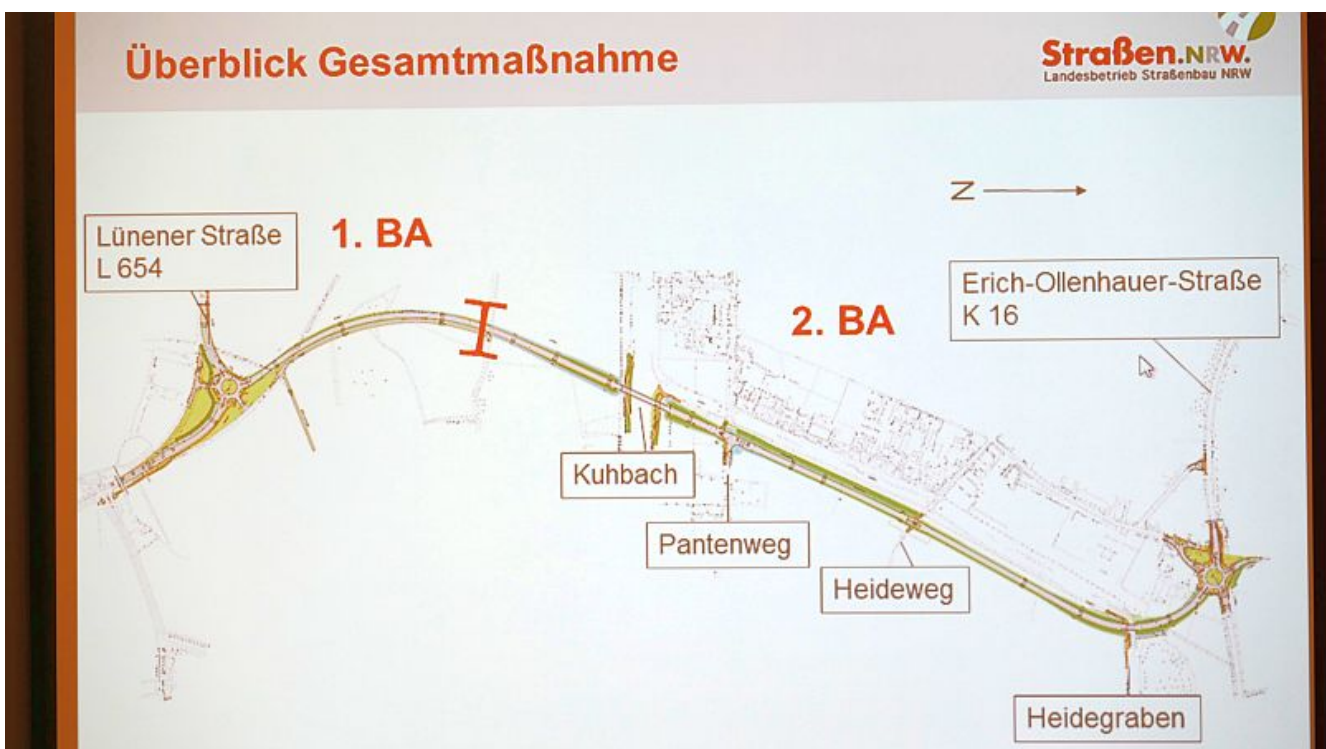 Überblick Gesamtmaßnahme
Straßen.NRW.
Landesbetrieb Straßenbau NRW
N
Lünener Straße
L 654
1. BA
Erich-Ollenhauer-Straße
K 16
2. BA
Kuhbach
Pantenweg
Heideweg
Heidegraben